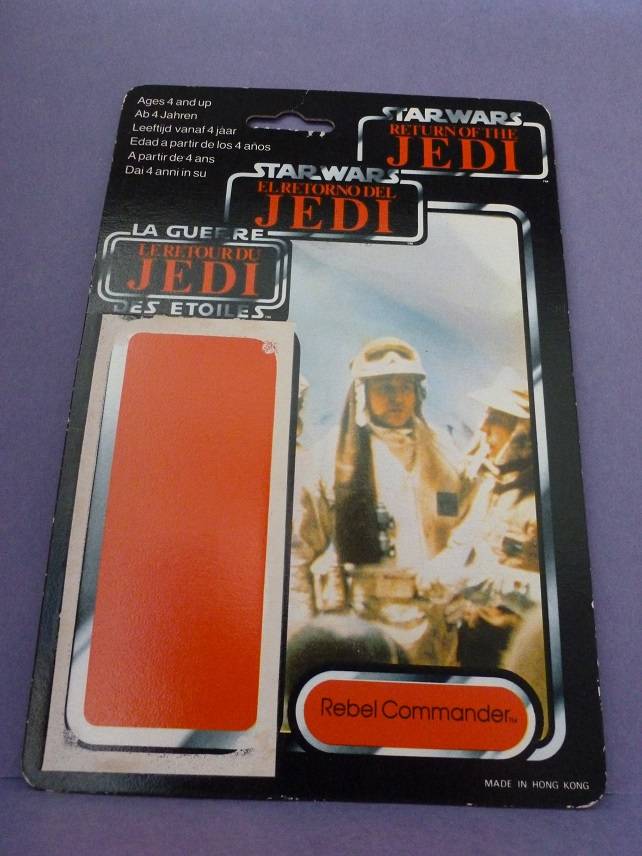 Ages 4 and up
Ab 4 Jahren
Leeftijd vanaf 4 jaar
Edad a partir de los 4 años
A partir de 4 ans
Dai 4 anni in su
STAR WARS
RETURN OF THE
JEDI
STAR WARS
EL RETORNO DEL
JEDI
LA GUERRE
LE RETOUR DU
JEDI
DES ETOILES
Rebel Commander™
MADE IN HONG KONG